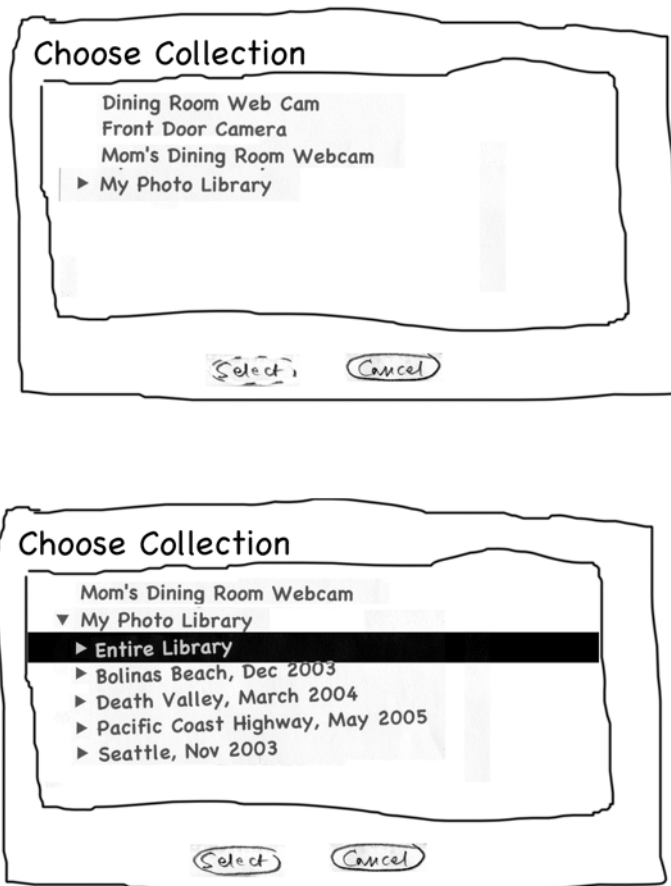 Choose Collection
Dining Room Web Cam
Front Door Camera
Mom's Dining Room Webcam
My Photo Library
Select Cancel
Choose Collection
Mom's Dining Room Webcam
My Photo Library
Entire Library
Bolinas Beach, Dec 2003
Death Valley, March 2004
Pacific Coast Highway, May 2005
Seattle, Nov 2003
Select Cancel